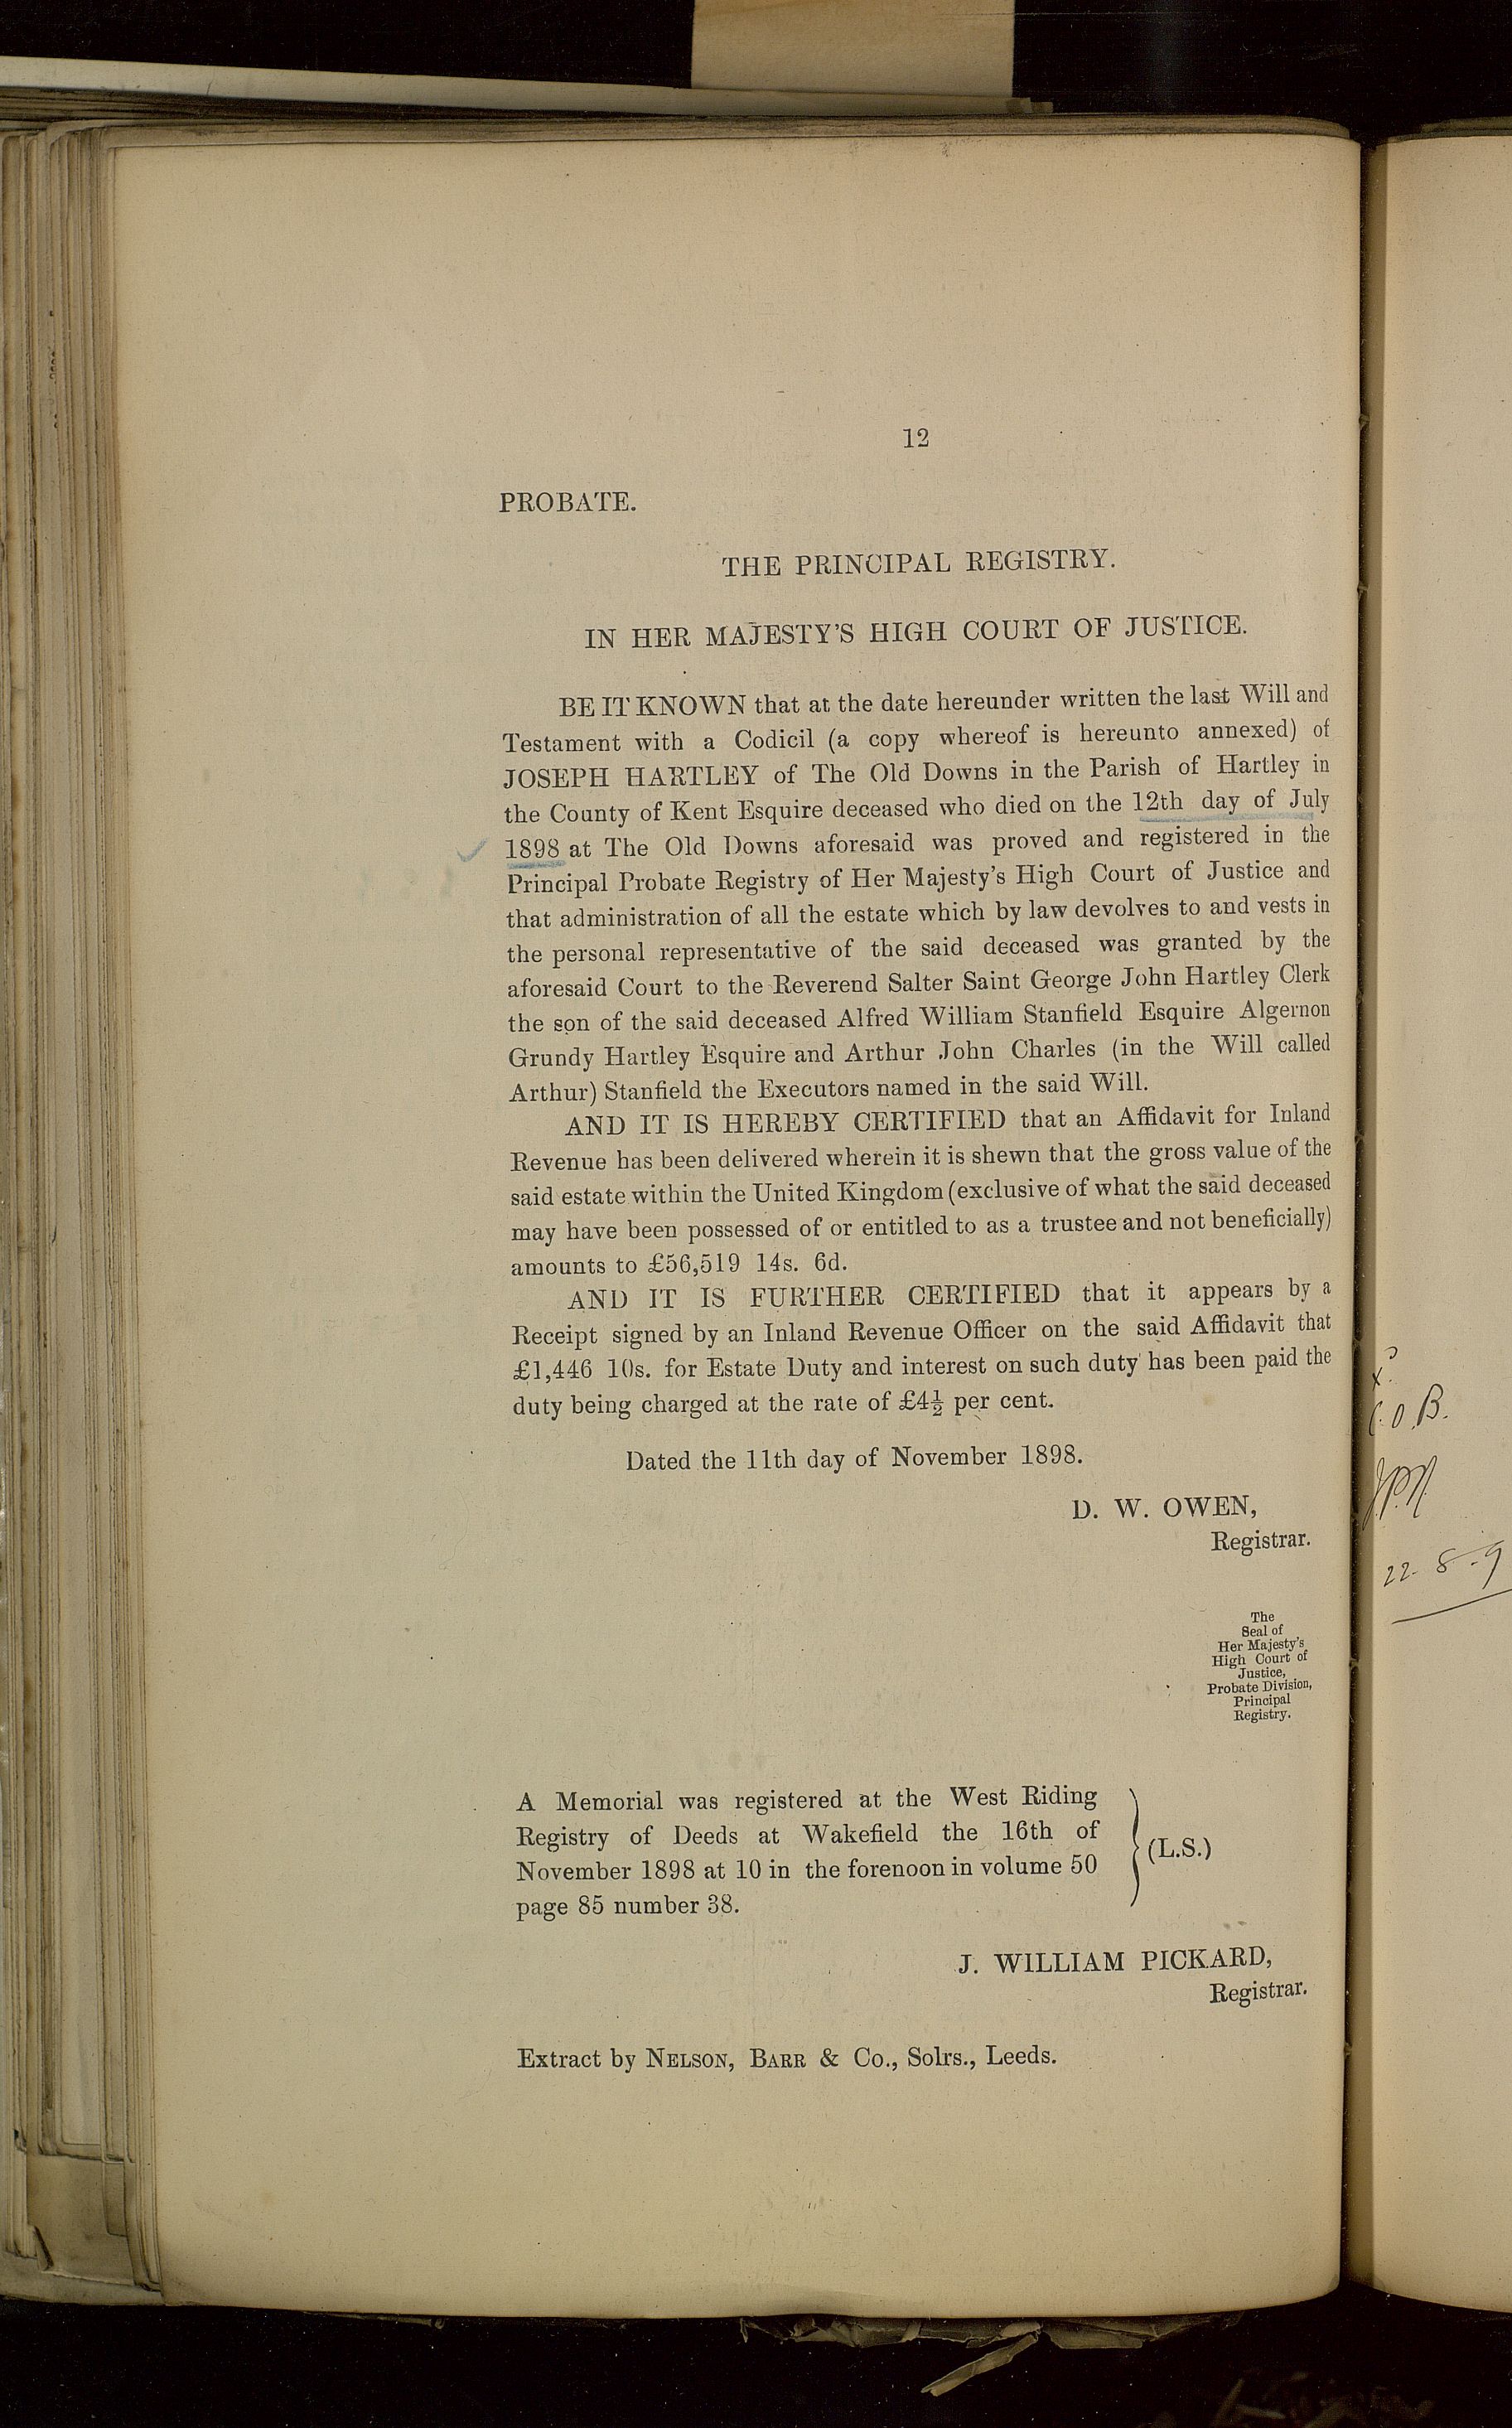 12
PROBATE.
THE PRINCIPAL REGISTRY.
IN HER MAJESTY'S HIGH COURT OF JUSTICE.
BE IT KNOWN that at the date hereunder written the last Will and
Testament with a Codicil (a copy whereof is hereunto annexed) of
JOSEPH HARTLEY of The Old Downs in the Parish of Hartley in
the County of Kent Esquire deceased who died on the 12th day of July
1898 at The Old Downs aforesaid was proved and registered in the
Principal Probate Registry of Her Majesty's High Court of Justice and
that administration of all the estate which by law devolves to and vests in
the personal representative of the said deceased was granted by the
aforesaid Court to the Reverend Salter Saint George John Hartley Clerk
the son of the said deceased Alfred William Stanfield Esquire Algernon
Grundy Hartley Esquire and Arthur John Charles (in the Will called
Arthur) Stanfield the Executors named in the said Will.
AND IT IS HEREBY CERTIFIED that an Affidavit for Inland
Revenue has been delivered wherein it is shewn that the gross value of the
said estate within the United Kingdom (exclusive of what the said deceased
may have been possessed of or entitled to as a trustee and not beneficially)
amounts to £56,519 14s. 6d.
AND IT IS FURTHER CERTIFIED that it appears by a
Receipt signed by an Inland Revenue Officer on the said Affidavit that
£1,446 10s. for Estate Duty and interest on such duty has been paid the
duty being charged at the rate of £4½ per cent.
Dated the 11th day of November 1898.
D. W. OWEN,
Registrar.
The
Seal of
Her Majesty's
High Court of
Justice,
Probate Division,
Principal
Registry.
A Memorial was registered at the West Riding
Registry of Deeds at Wakefield the 16th of
November 1898 at 10 in the forenoon in volume 50
page 85 number 38.
(L.S.)
J. WILLIAM PICKARD,
Registrar.
Extract by NELSON, BARR & Co., Solrs., Leeds.
O.B.
22-8-9